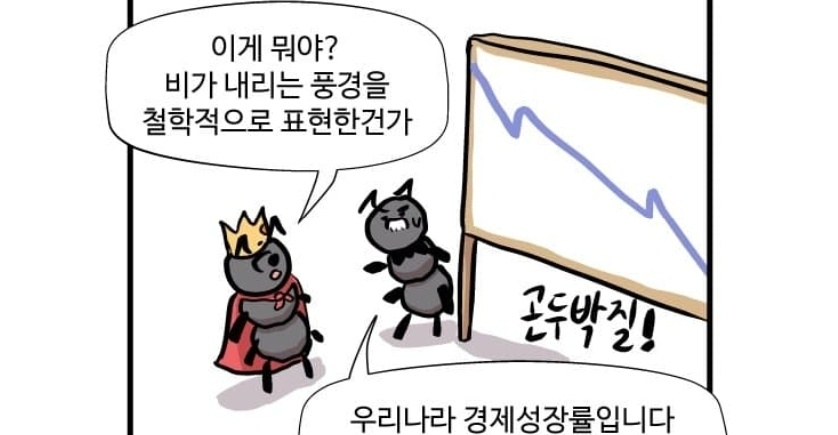 이게 뭐야?
비가 내리는 풍경을
철학적으로 표현한건가
곤두박질!
우리나라 경제성장률입니다